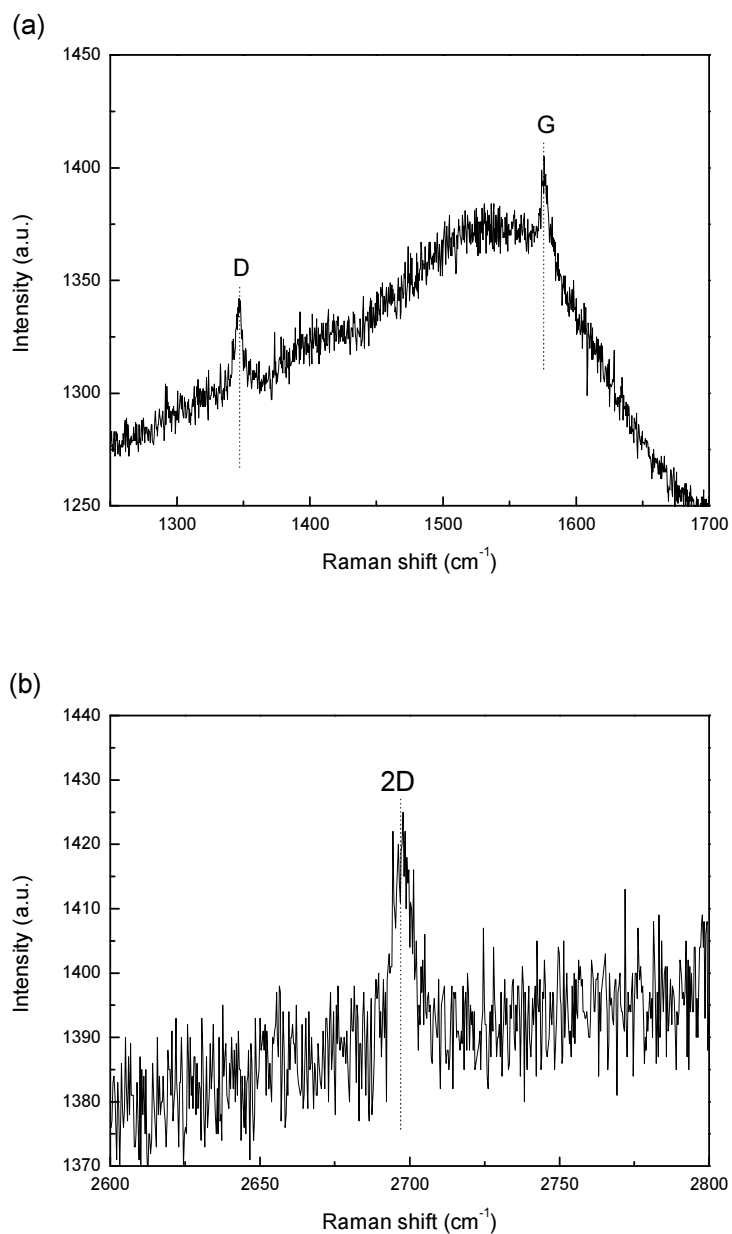 (a)
1450
1400
1350
1300
1250
Intensity (a.u.)
D
G
1300 1400 1500 1600 1700
Raman shift (cm⁻¹)
(b)
1440
1430
1420
1410
1400
1390
1380
1370
Intensity (a.u.)
2D
2600 2650 2700 2750 2800
Raman shift (cm⁻¹)